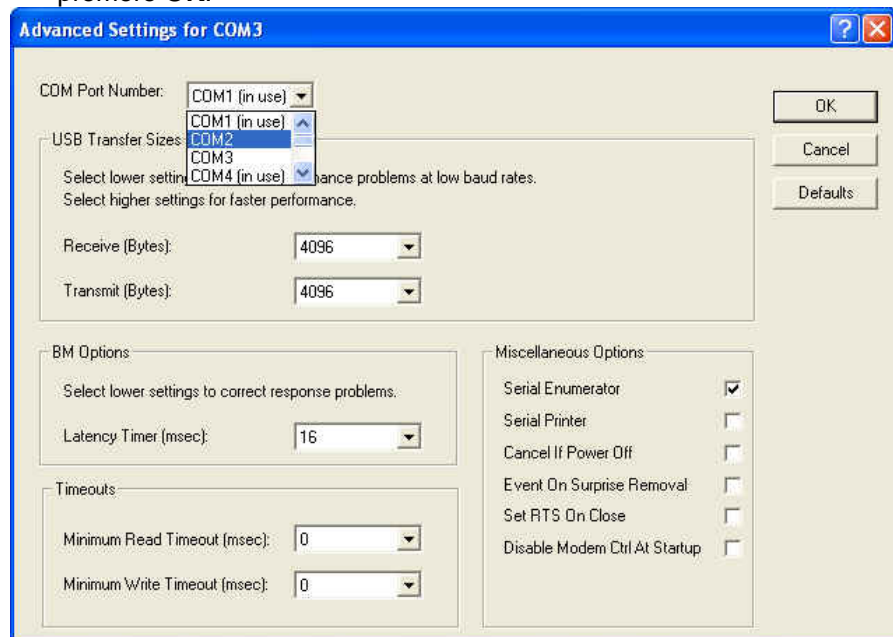 Advanced Settings for COM3
COM Port Number:
COM1 (in use)
COM1 (in use)
COM2
COM3
COM4 (in use)
OK
Cancel
Defaults
USB Transfer Sizes
problems at low baud rates.
Select higher settings for faster performance.
Receive (Bytes): 4096
Transmit (Bytes): 4096
BM Options
Select lower settings to correct response problems.
Latency Timer (msec): 16
Timeouts
Minimum Read Timeout (msec): 0
Minimum Write Timeout (msec): 0
Miscellaneous Options
Serial Enumerator
Serial Printer
Cancel If Power Off
Event On Surprise Removal
Set RTS On Close
Disable Modem Ctrl At Startup